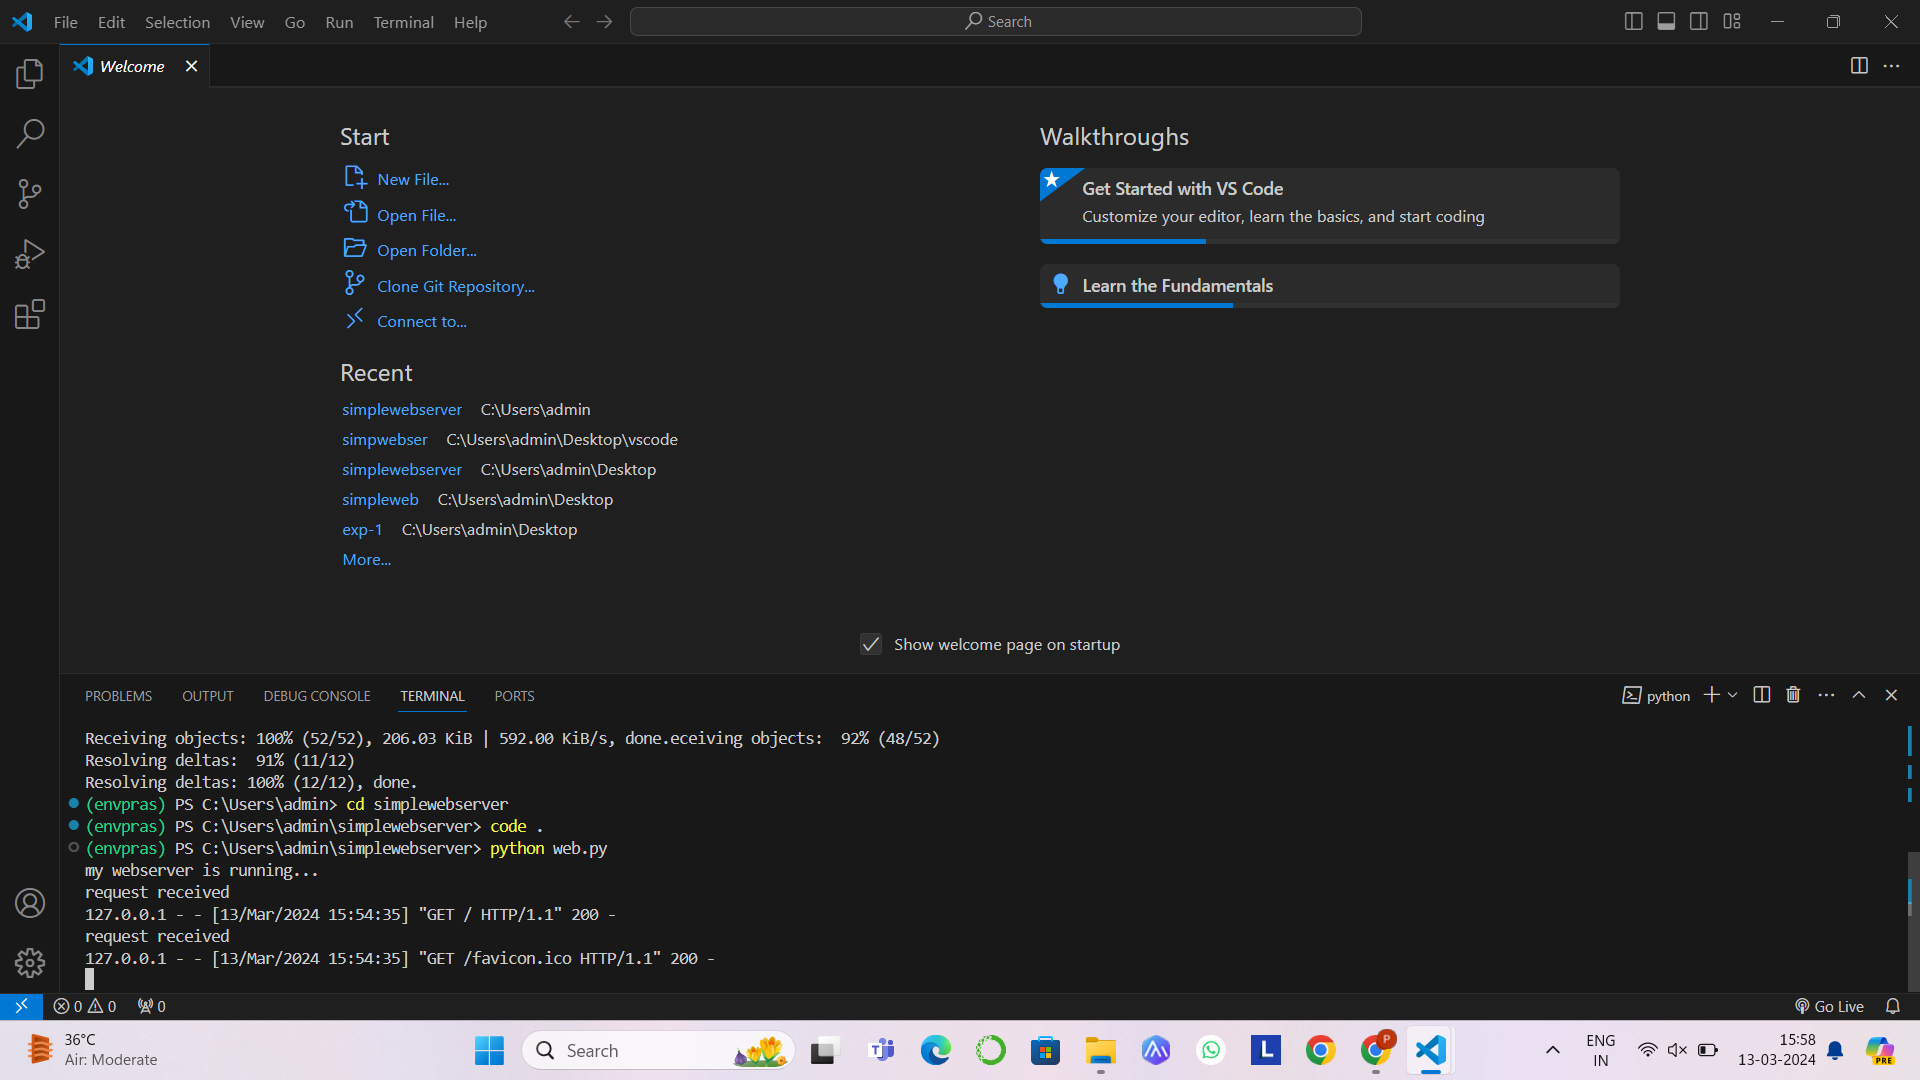 File Edit Selection View Go Run Terminal Help
Search
Welcome
Start
New File...
Open File...
Open Folder...
Clone Git Repository...
Connect to...
Recent
simplewebserver C:\Users\admin
simpwebser C:\Users\admin\Desktop\vscode
simplewebserver C:\Users\admin\Desktop
simpleweb C:\Users\admin\Desktop
exp-1 C:\Users\admin\Desktop
More...
Walkthroughs
Get Started with VS Code
Customize your editor, learn the basics, and start coding
Learn the Fundamentals
Show welcome page on startup
PROBLEMS OUTPUT DEBUG CONSOLE TERMINAL PORTS
python
Receiving objects: 100% (52/52), 206.03 KiB | 592.00 KiB/s, done.eceiving objects:  92% (48/52)
Resolving deltas:  91% (11/12)
Resolving deltas: 100% (12/12), done.
(envpras) PS C:\Users\admin> cd simplewebserver
(envpras) PS C:\Users\admin\simplewebserver> code .
(envpras) PS C:\Users\admin\simplewebserver> python web.py
my webserver is running...
request received
127.0.0.1 - - [13/Mar/2024 15:54:35] "GET / HTTP/1.1" 200 -
request received
127.0.0.1 - - [13/Mar/2024 15:54:35] "GET /favicon.ico HTTP/1.1" 200 -
0 0 0
Go Live
36°C
Air: Moderate
Search
L
P
ENG
IN
15:58
13-03-2024
PRE